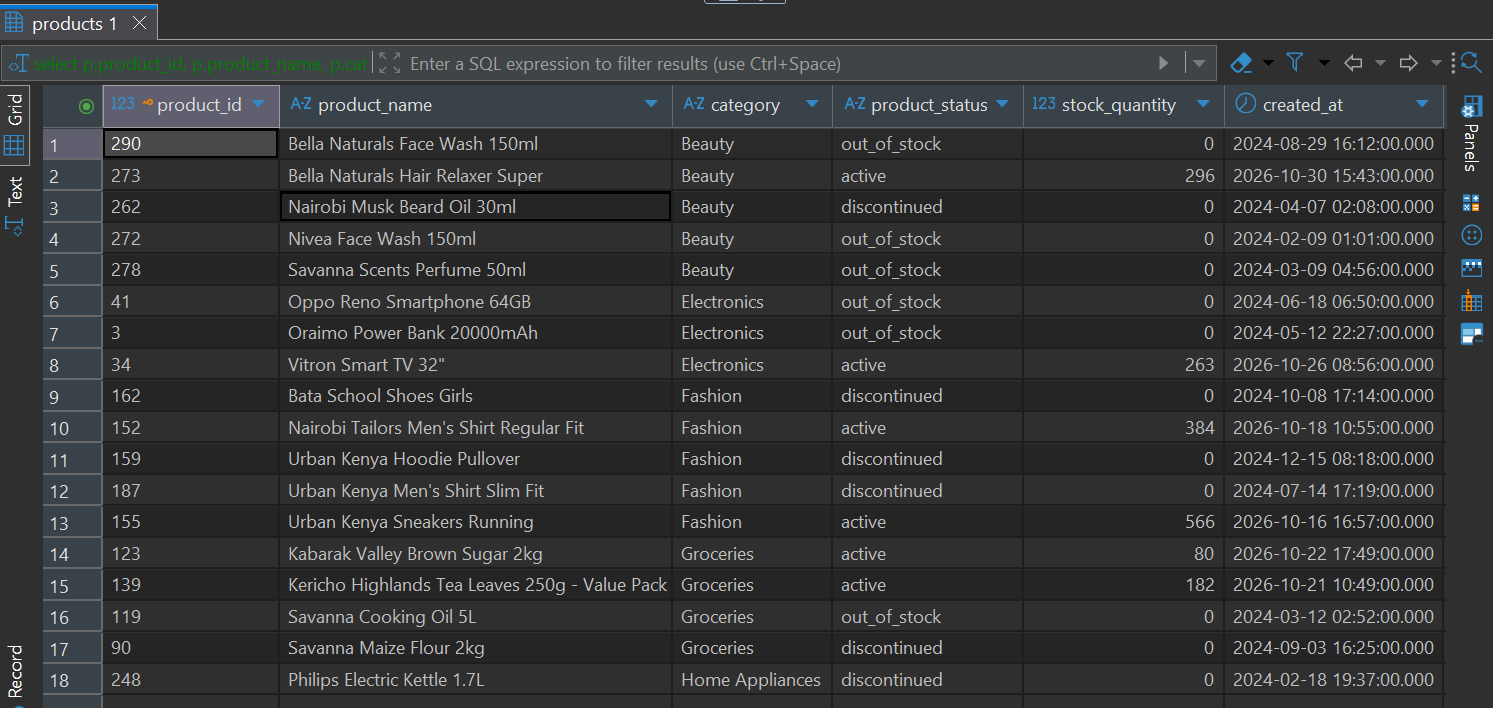 products 1
select p.product_id, p.product_name, p.cat Enter a SQL expression to filter results (use Ctrl+Space)
Grid
Text
Record
Panels
123 product_id A-Z product_name A-Z category A-Z product_status 123 stock_quantity created_at
1 290 Bella Naturals Face Wash 150ml Beauty out_of_stock 0 2024-08-29 16:12:00.000
2 273 Bella Naturals Hair Relaxer Super Beauty active 296 2026-10-30 15:43:00.000
3 262 Nairobi Musk Beard Oil 30ml Beauty discontinued 0 2024-04-07 02:08:00.000
4 272 Nivea Face Wash 150ml Beauty out_of_stock 0 2024-02-09 01:01:00.000
5 278 Savanna Scents Perfume 50ml Beauty out_of_stock 0 2024-03-09 04:56:00.000
6 41 Oppo Reno Smartphone 64GB Electronics out_of_stock 0 2024-06-18 06:50:00.000
7 3 Oraimo Power Bank 20000mAh Electronics out_of_stock 0 2024-05-12 22:27:00.000
8 34 Vitron Smart TV 32" Electronics active 263 2026-10-26 08:56:00.000
9 162 Bata School Shoes Girls Fashion discontinued 0 2024-10-08 17:14:00.000
10 152 Nairobi Tailors Men's Shirt Regular Fit Fashion active 384 2026-10-18 10:55:00.000
11 159 Urban Kenya Hoodie Pullover Fashion discontinued 0 2024-12-15 08:18:00.000
12 187 Urban Kenya Men's Shirt Slim Fit Fashion discontinued 0 2024-07-14 17:19:00.000
13 155 Urban Kenya Sneakers Running Fashion active 566 2026-10-16 16:57:00.000
14 123 Kabarak Valley Brown Sugar 2kg Groceries active 80 2026-10-22 17:49:00.000
15 139 Kericho Highlands Tea Leaves 250g - Value Pack Groceries active 182 2026-10-21 10:49:00.000
16 119 Savanna Cooking Oil 5L Groceries out_of_stock 0 2024-03-12 02:52:00.000
17 90 Savanna Maize Flour 2kg Groceries discontinued 0 2024-09-03 16:25:00.000
18 248 Philips Electric Kettle 1.7L Home Appliances discontinued 0 2024-02-18 19:37:00.000